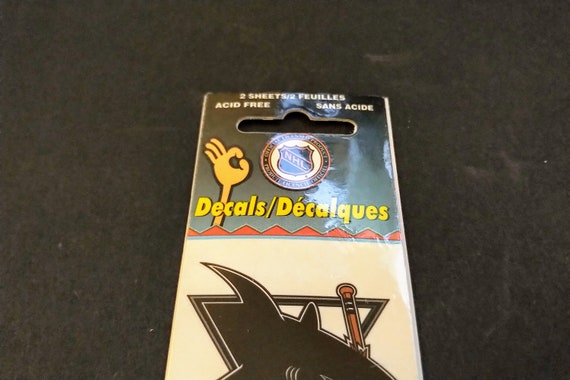 2 SHEETS/2 FEUILLES
ACID FREE SANS ACIDE
NHL
Decals/Décalques